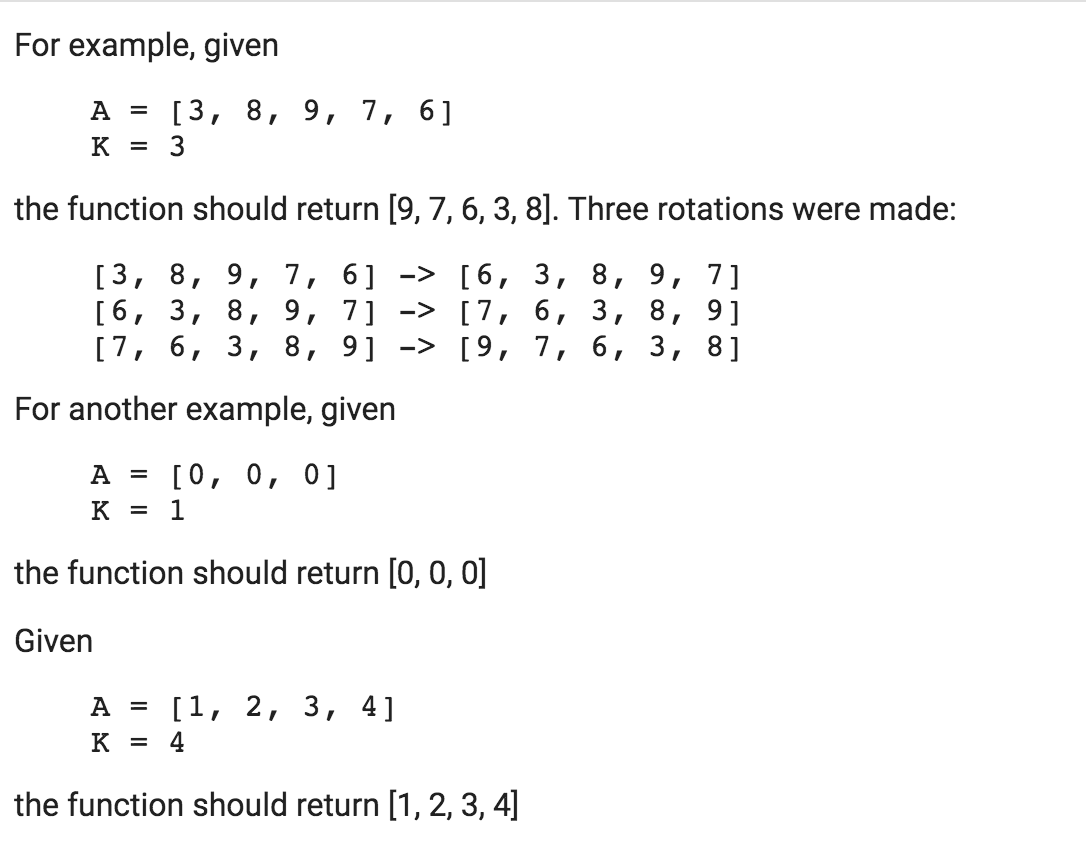 For example, given
A = [3, 8, 9, 7, 6]
K = 3
the function should return [9, 7, 6, 3, 8]. Three rotations were made:
[3, 8, 9, 7, 6] -> [6, 3, 8, 9, 7]
[6, 3, 8, 9, 7] -> [7, 6, 3, 8, 9]
[7, 6, 3, 8, 9] -> [9, 7, 6, 3, 8]
For another example, given
A = [0, 0, 0]
K = 1
the function should return [0, 0, 0]
Given
A = [1, 2, 3, 4]
K = 4
the function should return [1, 2, 3, 4]